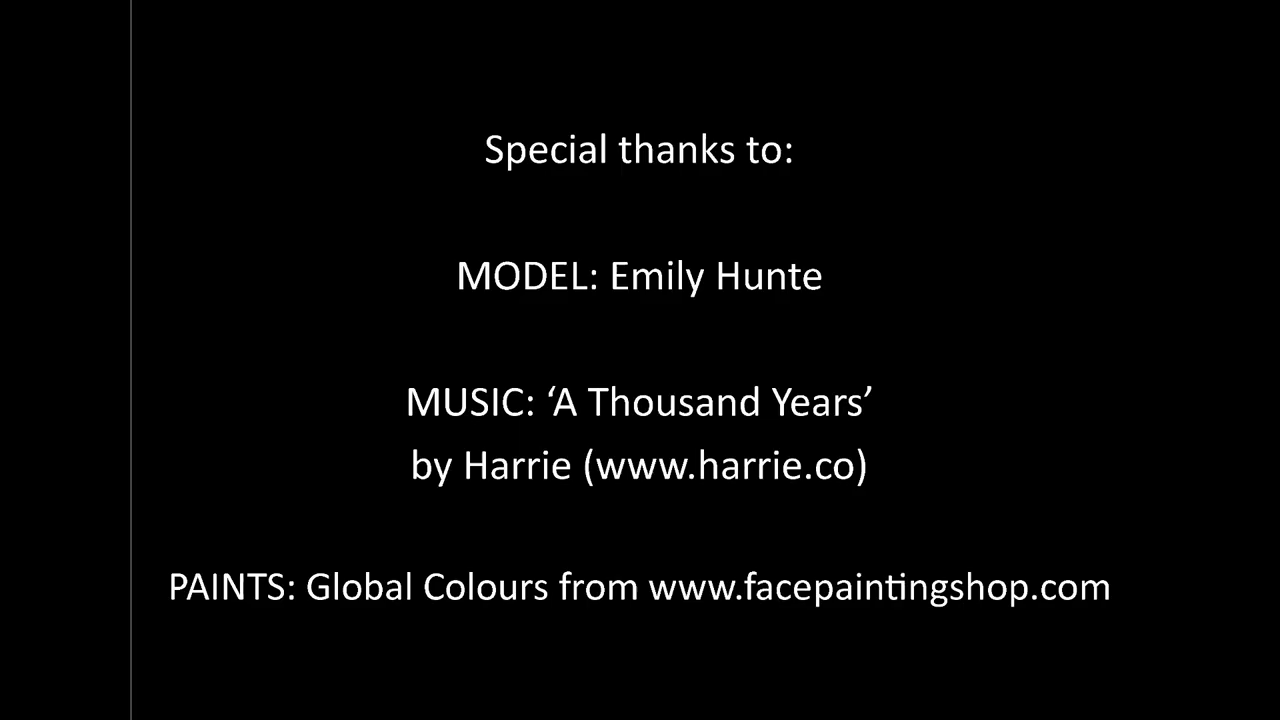 Special thanks to:
MODEL: Emily Hunte
MUSIC: ‘A Thousand Years’
by Harrie (www.harrie.co)
PAINTS: Global Colours from www.facepaintingshop.com